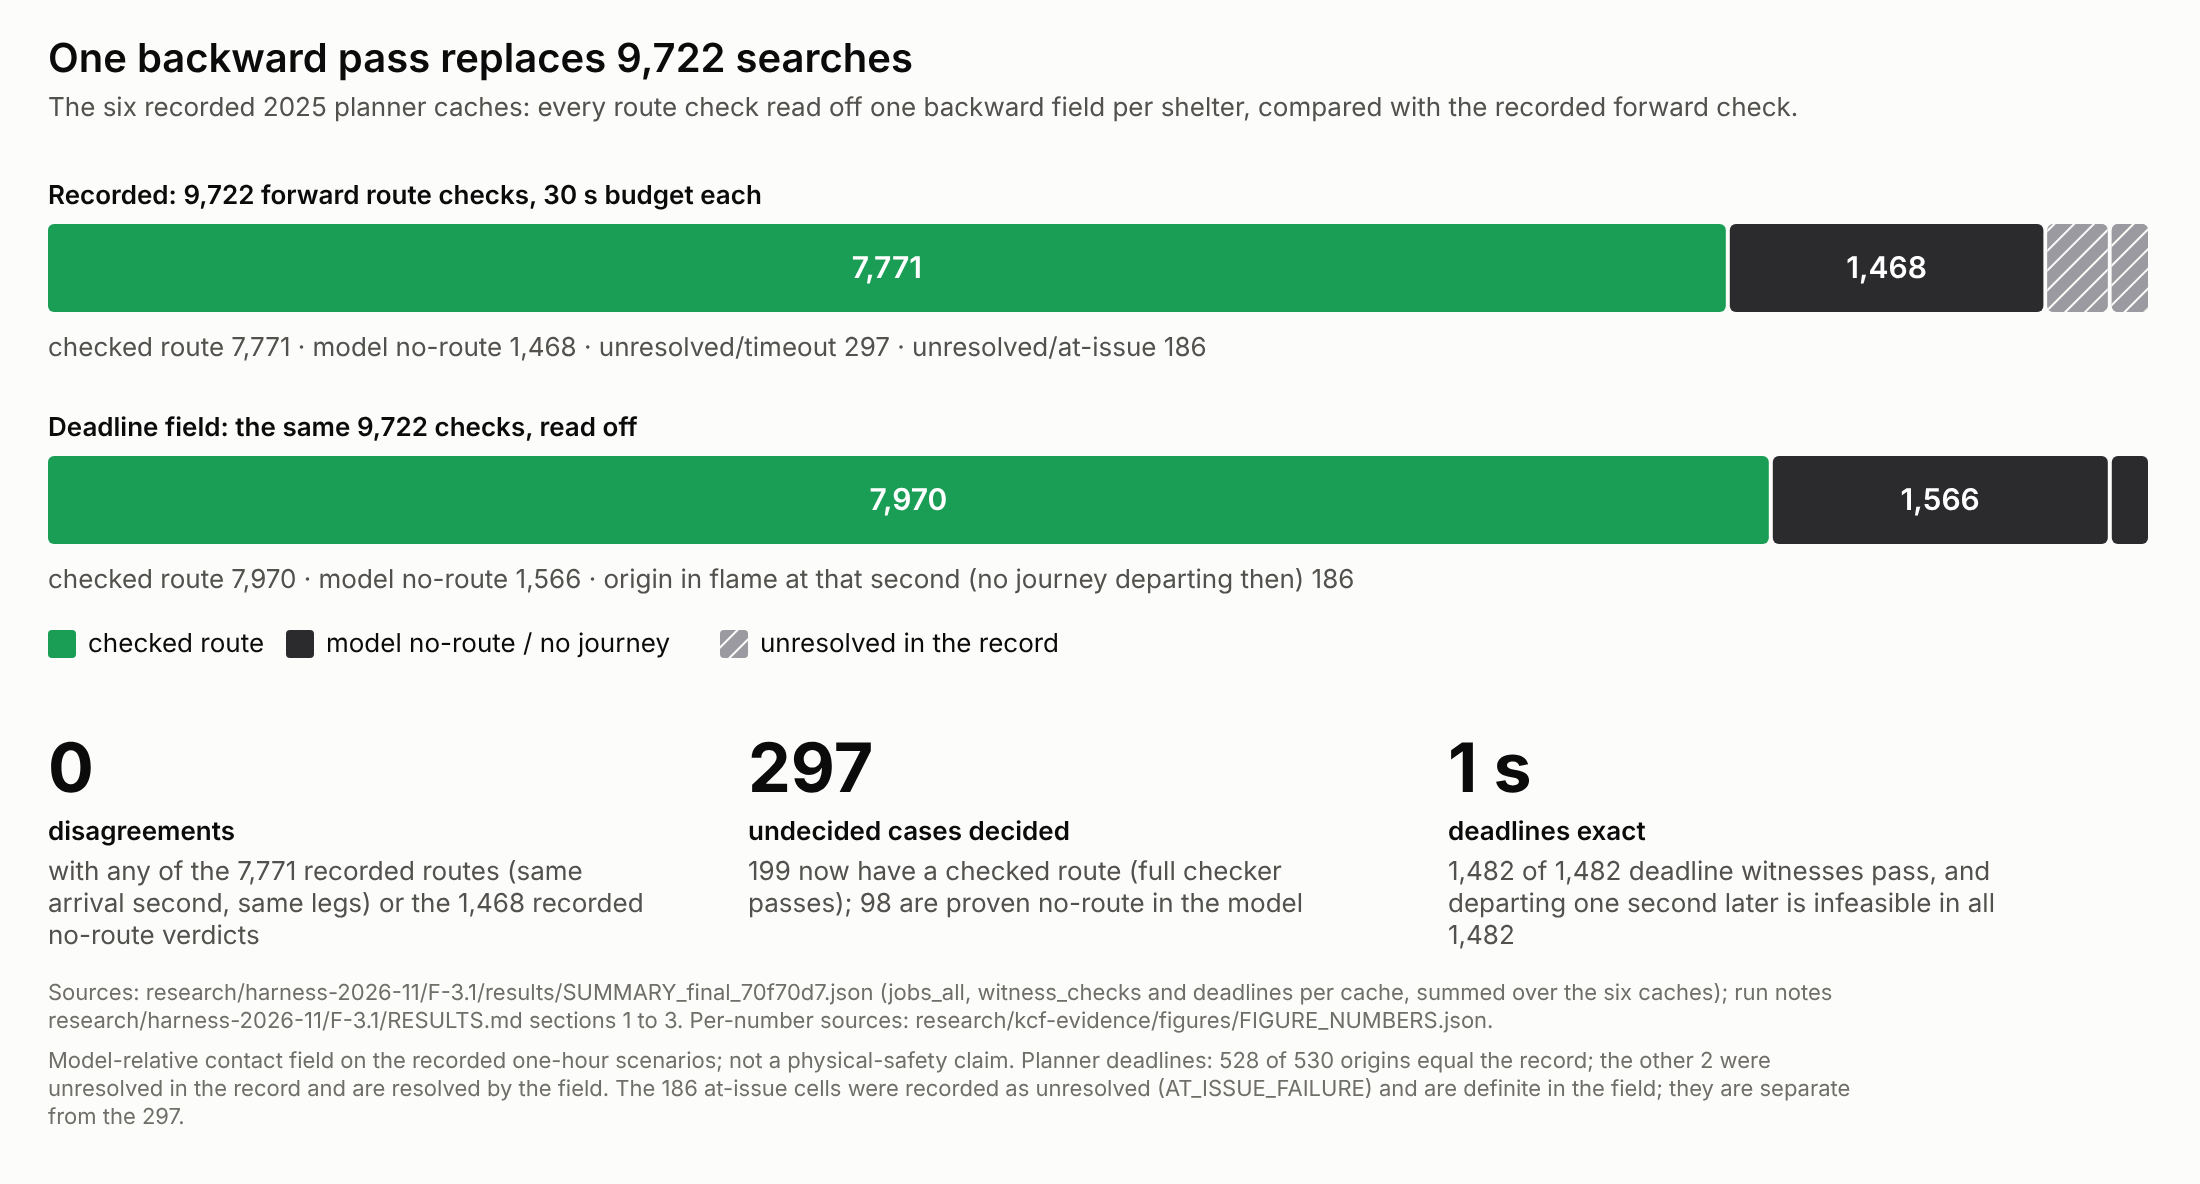 One backward pass replaces 9,722 searches
The six recorded 2025 planner caches: every route check read off one backward field per shelter, compared with the recorded forward check.
Recorded: 9,722 forward route checks, 30 s budget each
7,771
1,468
checked route 7,771 · model no-route 1,468 · unresolved/timeout 297 · unresolved/at-issue 186
Deadline field: the same 9,722 checks, read off
7,970
1,566
checked route 7,970 · model no-route 1,566 · origin in flame at that second (no journey departing then) 186
checked route
model no-route / no journey
unresolved in the record
0
disagreements
with any of the 7,771 recorded routes (same
arrival second, same legs) or the 1,468 recorded
no-route verdicts
297
undecided cases decided
199 now have a checked route (full checker
passes); 98 are proven no-route in the model
1 s
deadlines exact
1,482 of 1,482 deadline witnesses pass, and
departing one second later is infeasible in all
1,482
Sources: research/harness-2026-11/F-3.1/results/SUMMARY_final_70f70d7.json (jobs_all, witness_checks and deadlines per cache, summed over the six caches); run notes
research/harness-2026-11/F-3.1/RESULTS.md sections 1 to 3. Per-number sources: research/kcf-evidence/figures/FIGURE_NUMBERS.json.
Model-relative contact field on the recorded one-hour scenarios; not a physical-safety claim. Planner deadlines: 528 of 530 origins equal the record; the other 2 were
unresolved in the record and are resolved by the field. The 186 at-issue cells were recorded as unresolved (AT_ISSUE_FAILURE) and are definite in the field; they are separate
from the 297.